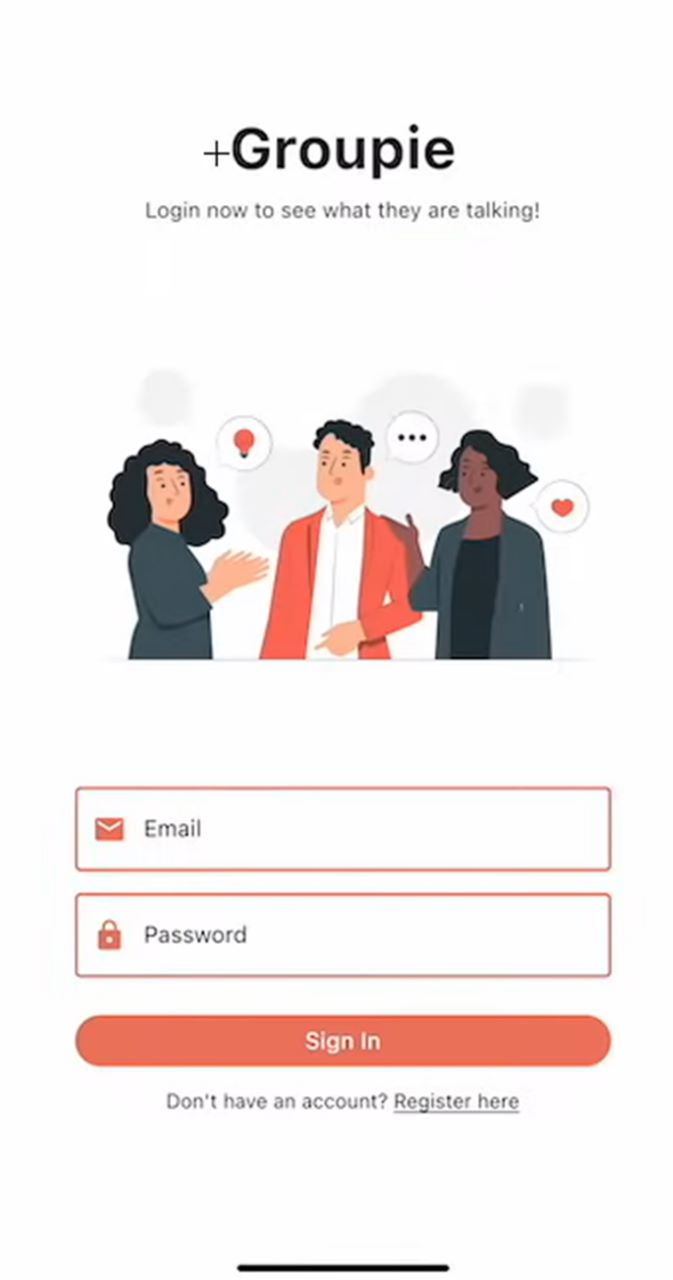 Groupie
Login now to see what they are talking!
Email
Password
Sign In
Don't have an account? Register here